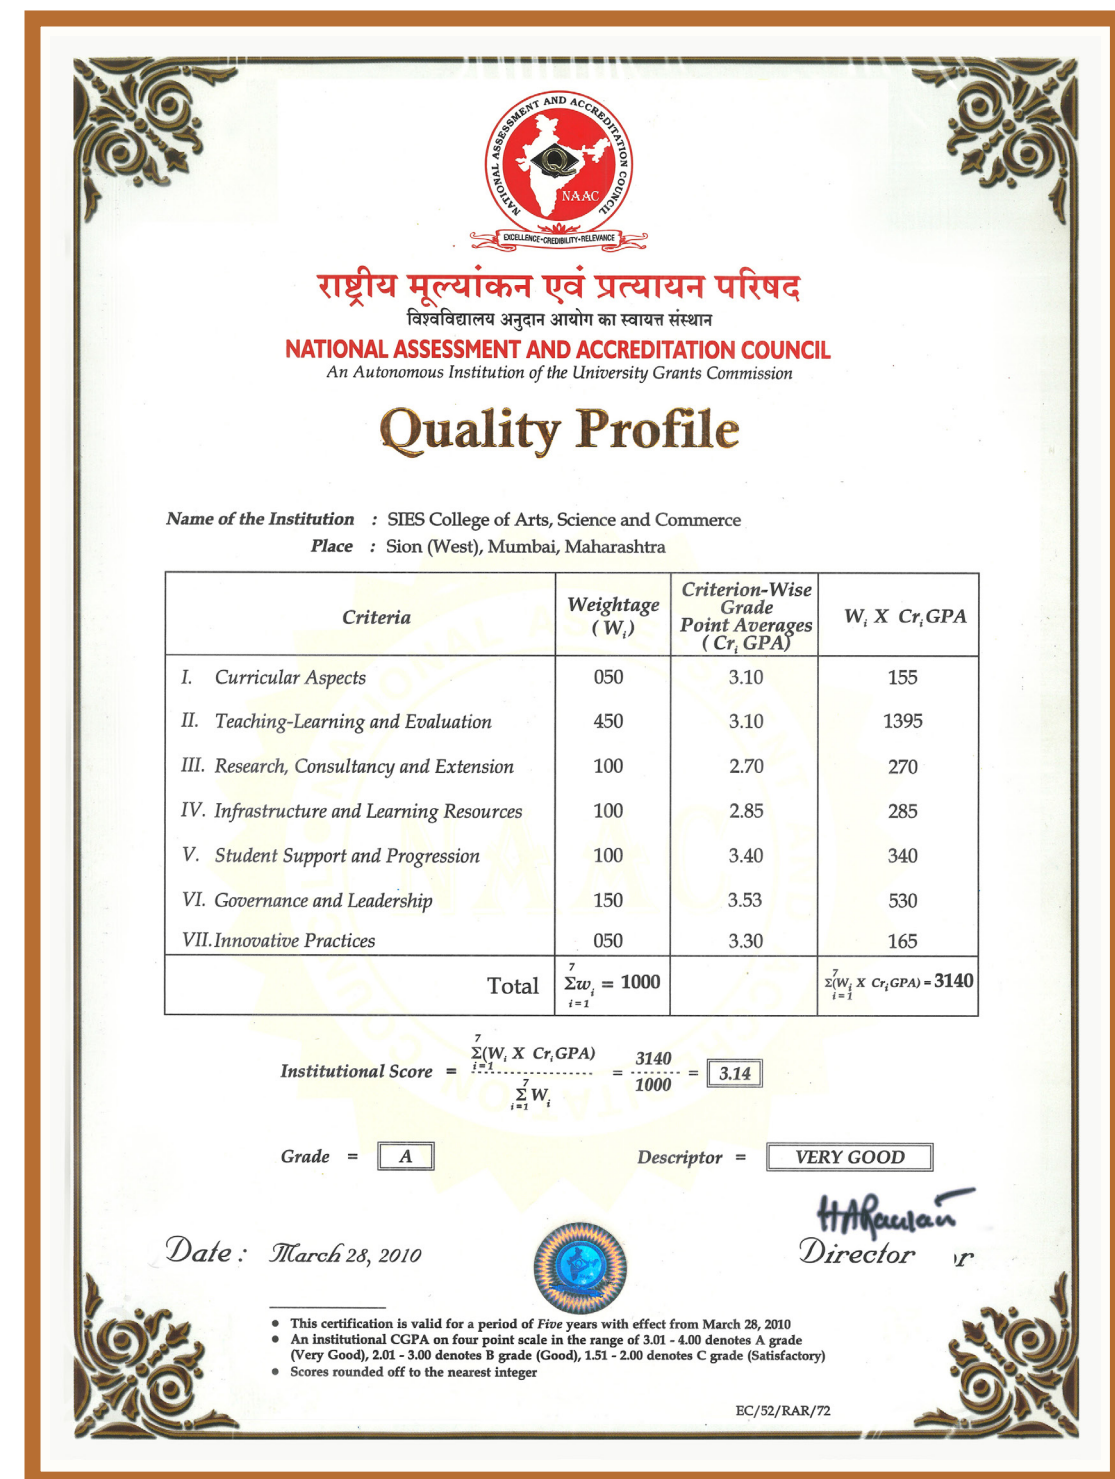 NATIONAL ASSESSMENT AND ACCREDITATION COUNCIL
Q
NAAC
EXCELLENCE•CREDIBILITY•RELEVANCE
राष्ट्रीय मूल्यांकन एवं प्रत्यायन परिषद
विश्वविद्यालय अनुदान आयोग का स्वायत्त संस्थान
NATIONAL ASSESSMENT AND ACCREDITATION COUNCIL
An Autonomous Institution of the University Grants Commission
Quality Profile
Name of the Institution : SIES College of Arts, Science and Commerce
Place : Sion (West), Mumbai, Maharashtra
Criteria Weightage (Wi) Criterion-Wise Grade Point Averages (Cri GPA) Wi X CriGPA
I. Curricular Aspects 050 3.10 155
II. Teaching-Learning and Evaluation 450 3.10 1395
III. Research, Consultancy and Extension 100 2.70 270
IV. Infrastructure and Learning Resources 100 2.85 285
V. Student Support and Progression 100 3.40 340
VI. Governance and Leadership 150 3.53 530
VII. Innovative Practices 050 3.30 165
Total 7 Σwi = 1000 i=1 7 Σ(Wi X CriGPA) = 3140 i=1
Institutional Score = 7 Σ(Wi X CriGPA) i=1 / 7 ΣWi i=1 = 3140 / 1000 = 3.14
Grade = A Descriptor = VERY GOOD
Date : March 28, 2010 Director or
• This certification is valid for a period of Five years with effect from March 28, 2010
• An institutional CGPA on four point scale in the range of 3.01 - 4.00 denotes A grade
(Very Good), 2.01 - 3.00 denotes B grade (Good), 1.51 - 2.00 denotes C grade (Satisfactory)
• Scores rounded off to the nearest integer
EC/52/RAR/72